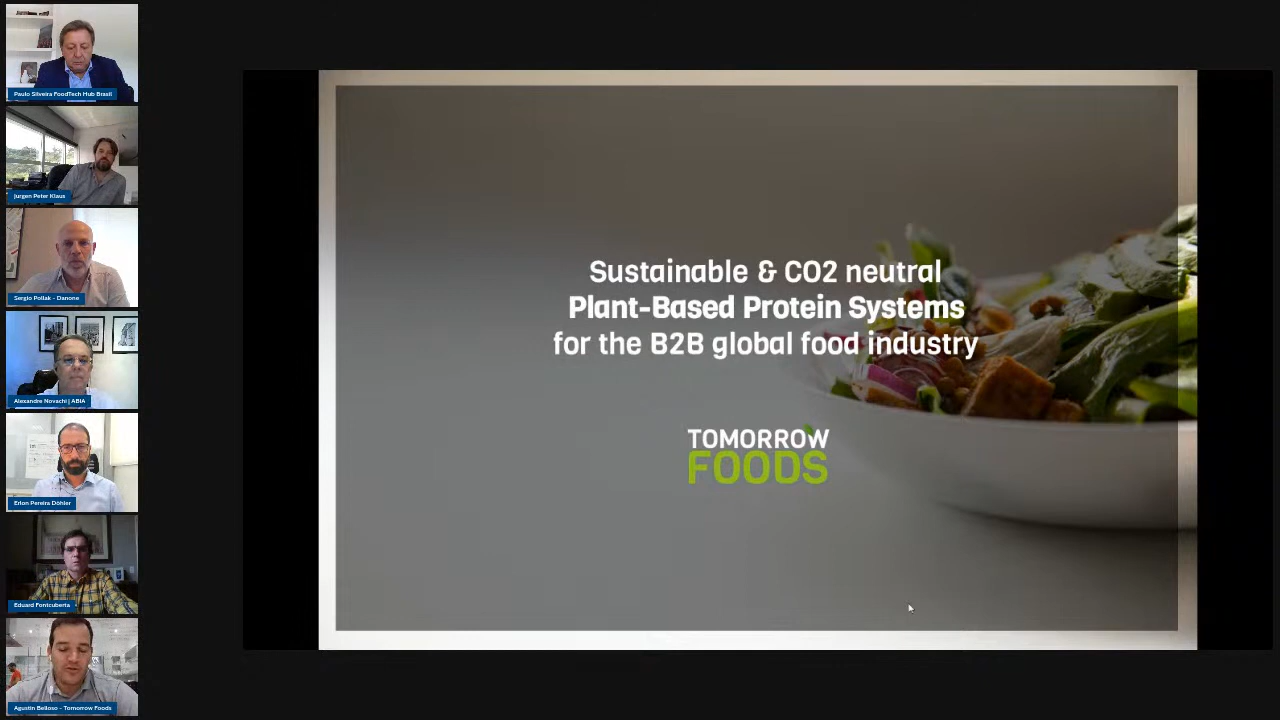 Paulo Silveira FoodTech Hub Brasil
Jurgen Peter Klaus
Sergio Pollak - Danone
Alexandre Novachi | ABIA
Erlon Pereira Döhler
Eduard Fontcuberta
Agustin Belloso - Tomorrow Foods
Sustainable & CO2 neutral
Plant-Based Protein Systems
for the B2B global food industry
TOMORROW
FOODS